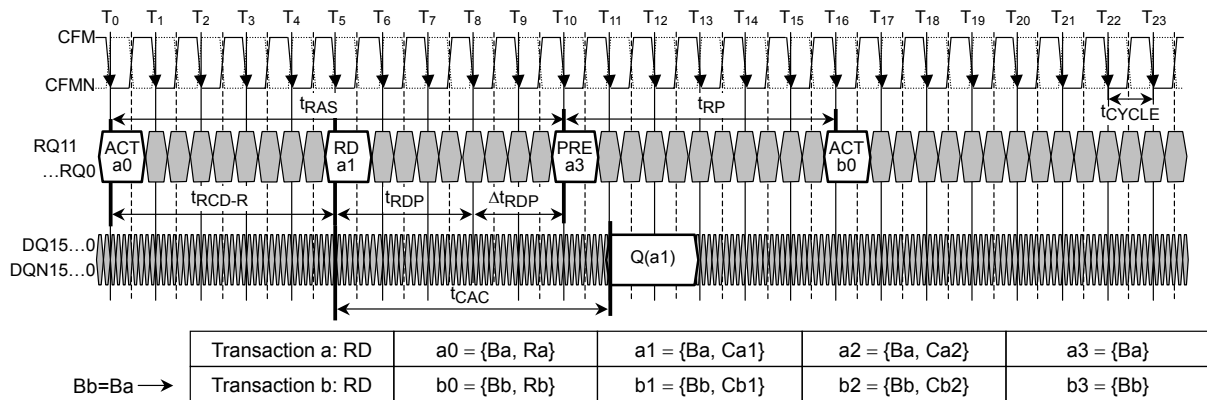 T0 T1 T2 T3 T4 T5 T6 T7 T8 T9 T10 T11 T12 T13 T14 T15 T16 T17 T18 T19 T20 T21 T22 T23
CFM
CFMN
tRAS tRP tCYCLE
RQ11
...RQ0
ACT a0 RD a1 PRE a3 ACT b0
tRCD-R tRDP ΔtRDP
DQ15...0
DQN15...0
Q(a1)
tCAC
Transaction a: RD a0 = {Ba, Ra} a1 = {Ba, Ca1} a2 = {Ba, Ca2} a3 = {Ba}
Bb=Ba Transaction b: RD b0 = {Bb, Rb} b1 = {Bb, Cb1} b2 = {Bb, Cb2} b3 = {Bb}